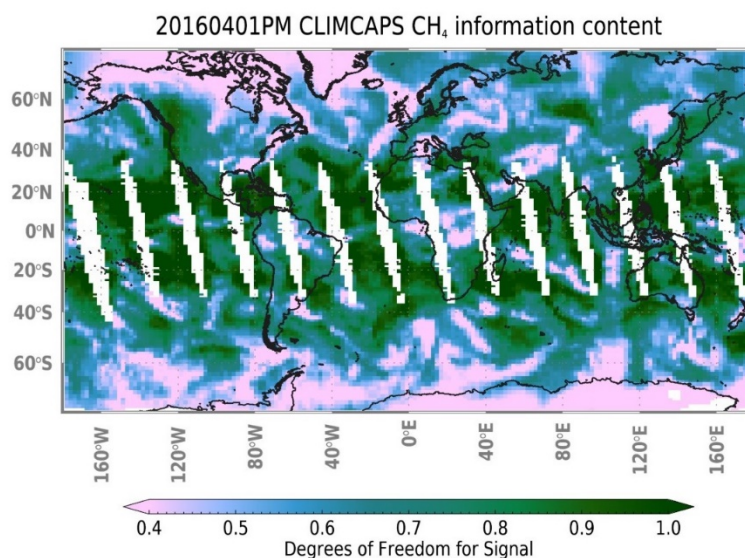 20160401PM CLIMCAPS CH₄ information content
60°N
40°N
20°N
0°N
20°S
40°S
60°S
160°W
120°W
80°W
40°W
0°E
40°E
80°E
120°E
160°E
0.4 0.5 0.6 0.7 0.8 0.9 1.0
Degrees of Freedom for Signal